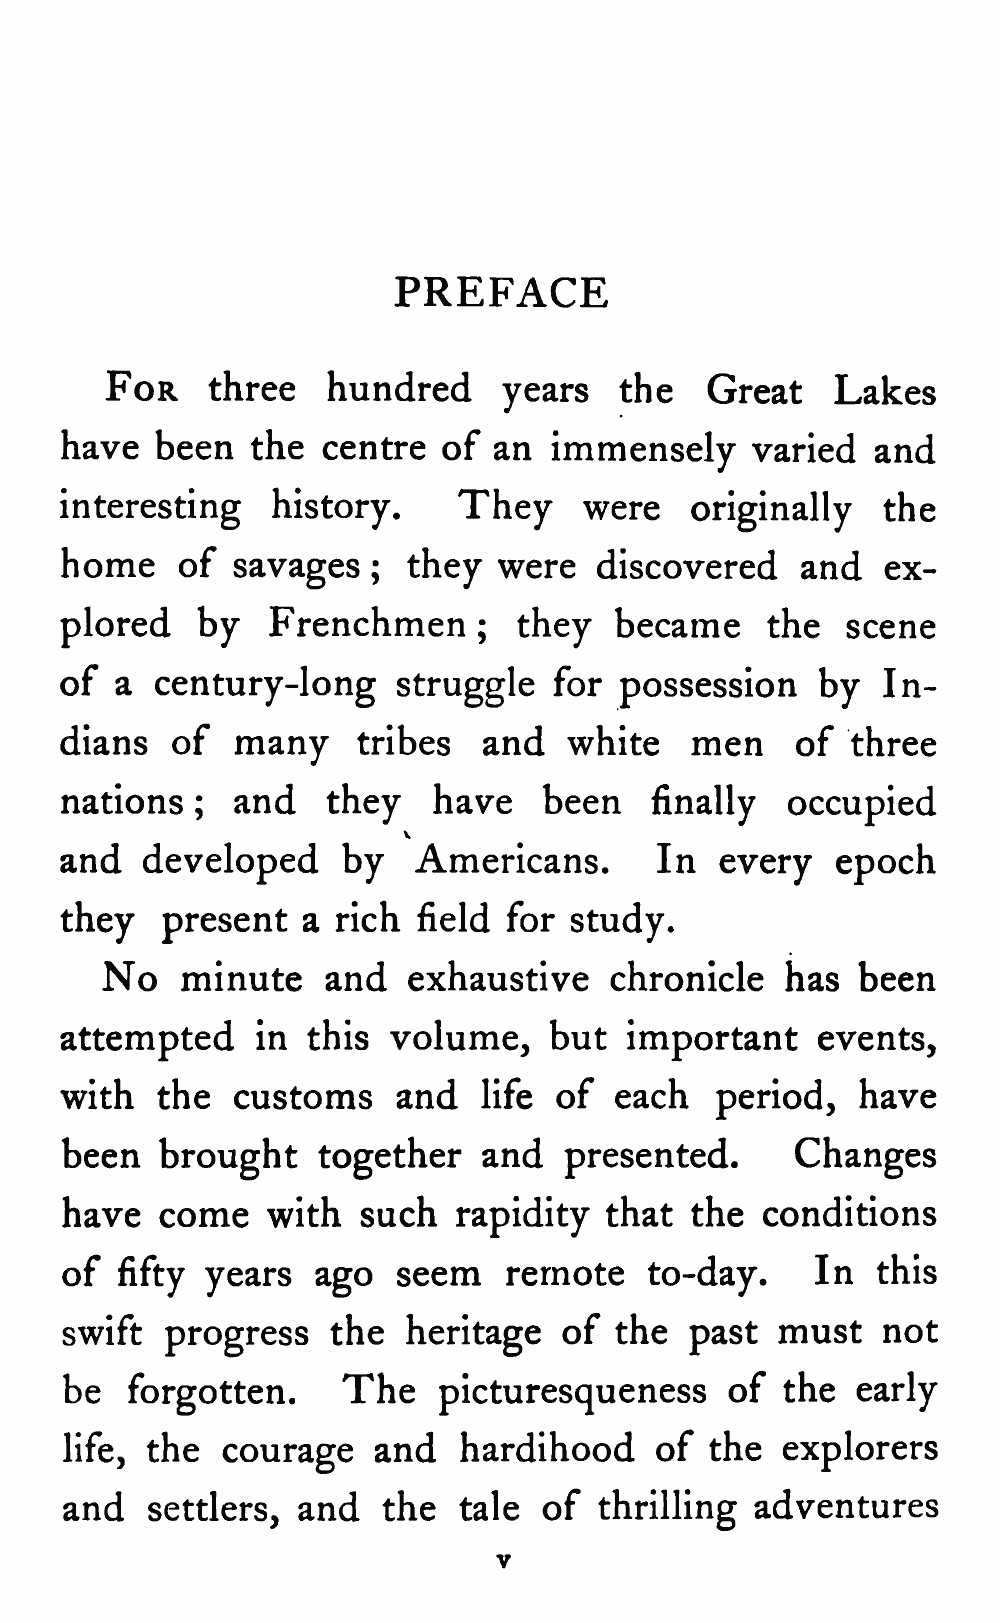 PREFACE
For three hundred years the Great Lakes
have been the centre of an immensely varied and
interesting history. They were originally the
home of savages ; they were discovered and ex-
plored by Frenchmen ; they became the scene
of a century-long struggle for possession by In-
dians of many tribes and white men of three
nations ; and they have been finally occupied
and developed by Americans. In every epoch
they present a rich field for study.
No minute and exhaustive chronicle has been
attempted in this volume, but important events,
with the customs and life of each period, have
been brought together and presented. Changes
have come with such rapidity that the conditions
of fifty years ago seem remote to-day. In this
swift progress the heritage of the past must not
be forgotten. The picturesqueness of the early
life, the courage and hardihood of the explorers
and settlers, and the tale of thrilling adventures
v